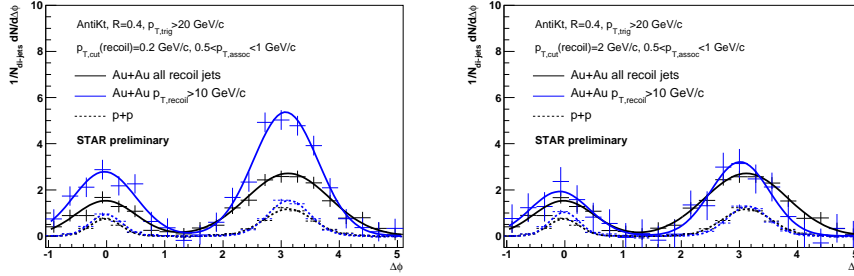 AntiKt, R=0.4, p_T,trig>20 GeV/c
p_T,cut(recoil)=0.2 GeV/c, 0.5<p_T,assoc<1 GeV/c
Au+Au all recoil jets
Au+Au p_T,recoil>10 GeV/c
p+p
STAR preliminary
1/N_di-jets dN/dΔφ
10
8
6
4
2
0
-1 0 1 2 3 4 5
Δφ
AntiKt, R=0.4, p_T,trig>20 GeV/c
p_T,cut(recoil)=2 GeV/c, 0.5<p_T,assoc<1 GeV/c
Au+Au all recoil jets
Au+Au p_T,recoil>10 GeV/c
p+p
STAR preliminary
1/N_di-jets dN/dΔφ
10
8
6
4
2
0
-1 0 1 2 3 4 5
Δφ